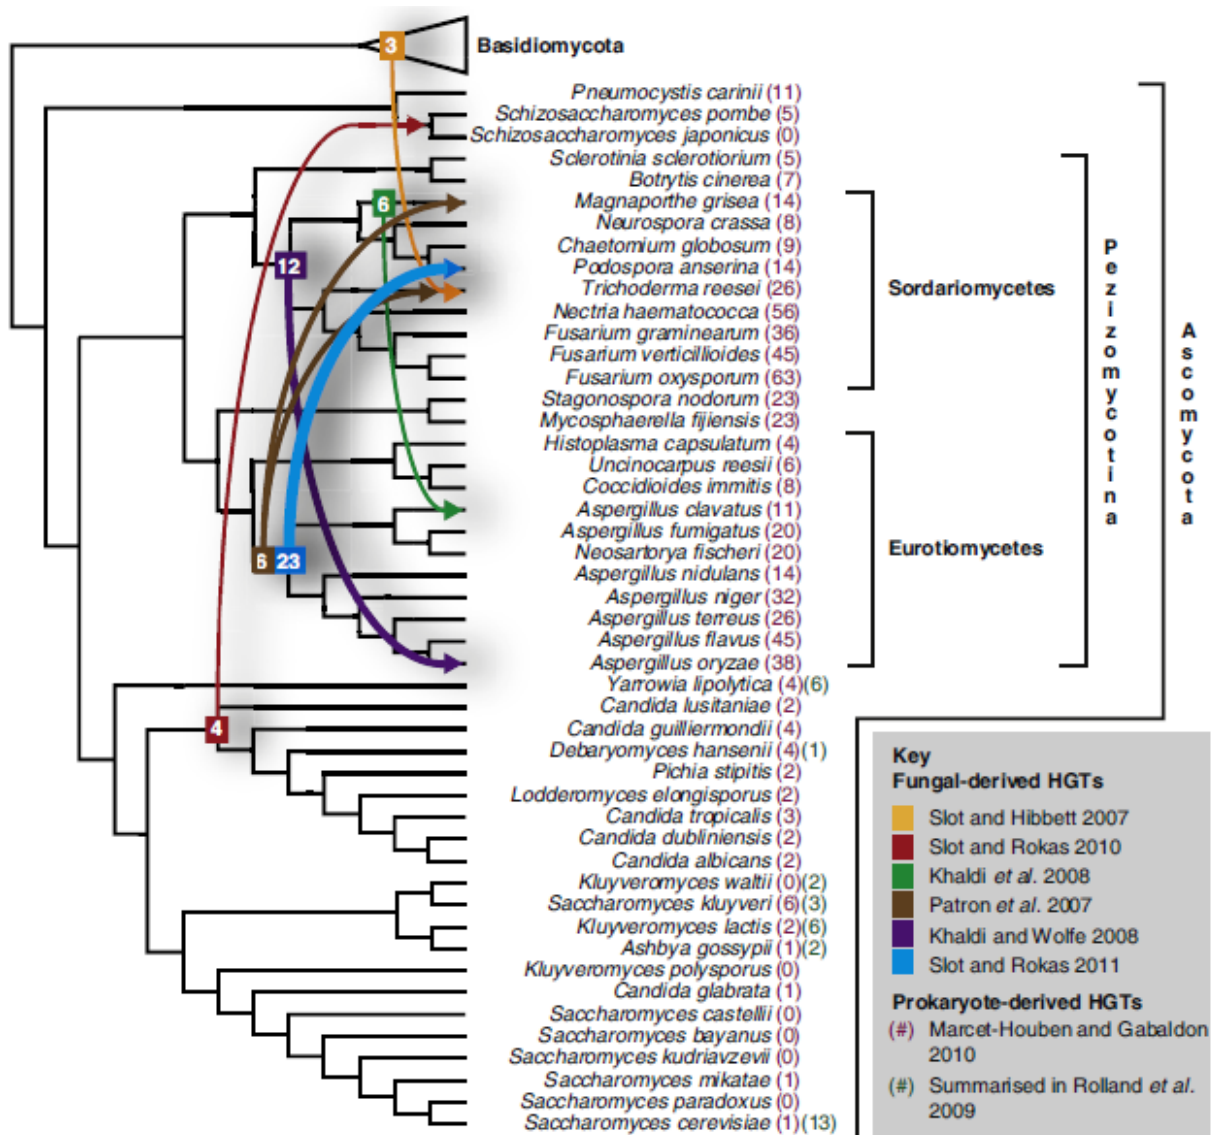 3
Basidiomycota
Pneumocystis carinii (11)
Schizosaccharomyces pombe (5)
Schizosaccharomyces japonicus (0)
Sclerotinia sclerotiorium (5)
Botrytis cinerea (7)
6
Magnaporthe grisea (14)
Neurospora crassa (8)
Chaetomium globosum (9)
12
Podospora anserina (14)
Trichoderma reesei (26)
Nectria haematococca (56)
Fusarium graminearum (36)
Fusarium verticillioides (45)
Fusarium oxysporum (63)
Stagonospora nodorum (23)
Mycosphaerella fijiensis (23)
Histoplasma capsulatum (4)
Uncinocarpus reesii (6)
Coccidioides immitis (8)
Aspergillus clavatus (11)
Aspergillus fumigatus (20)
6 23
Neosartorya fischeri (20)
Aspergillus nidulans (14)
Aspergillus niger (32)
Aspergillus terreus (26)
Aspergillus flavus (45)
Aspergillus oryzae (38)
Yarrowia lipolytica (4)(6)
Candida lusitaniae (2)
4
Candida guilliermondii (4)
Debaryomyces hansenii (4)(1)
Pichia stipitis (2)
Lodderomyces elongisporus (2)
Candida tropicalis (3)
Candida dubliniensis (2)
Candida albicans (2)
Kluyveromyces waltii (0)(2)
Saccharomyces kluyveri (6)(3)
Kluyveromyces lactis (2)(6)
Ashbya gossypii (1)(2)
Kluyveromyces polysporus (0)
Candida glabrata (1)
Saccharomyces castellii (0)
Saccharomyces bayanus (0)
Saccharomyces kudriavzevii (0)
Saccharomyces mikatae (1)
Saccharomyces paradoxus (0)
Saccharomyces cerevisiae (1)(13)
Sordariomycetes
Eurotiomycetes
Pezizomycotina
Ascomycota
Key
Fungal-derived HGTs
Slot and Hibbett 2007
Slot and Rokas 2010
Khaldi et al. 2008
Patron et al. 2007
Khaldi and Wolfe 2008
Slot and Rokas 2011
Prokaryote-derived HGTs
(#) Marcet-Houben and Gabaldon
2010
(#) Summarised in Rolland et al.
2009